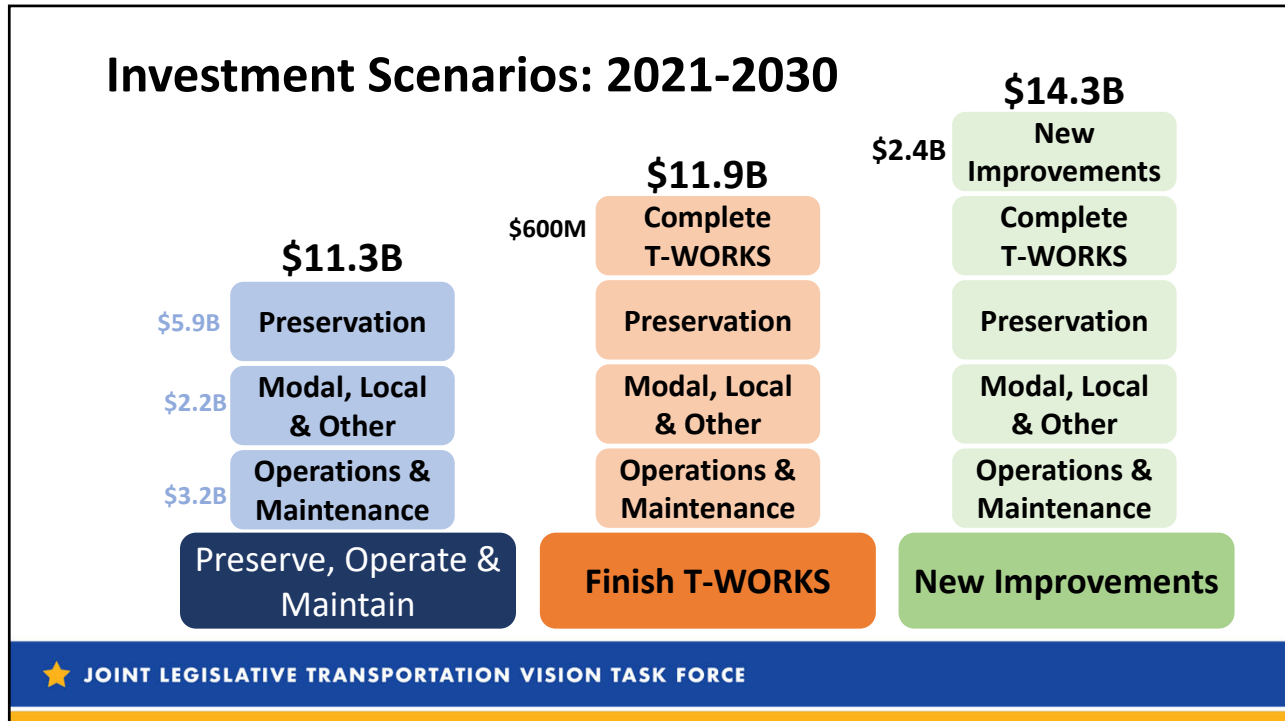 Investment Scenarios: 2021-2030
$11.3B
$5.9B
Preservation
$2.2B
Modal, Local
& Other
$3.2B
Operations &
Maintenance
Preserve, Operate &
Maintain
$11.9B
$600M
Complete
T-WORKS
Preservation
Modal, Local
& Other
Operations &
Maintenance
Finish T-WORKS
$14.3B
$2.4B
New
Improvements
Complete
T-WORKS
Preservation
Modal, Local
& Other
Operations &
Maintenance
New Improvements
JOINT LEGISLATIVE TRANSPORTATION VISION TASK FORCE